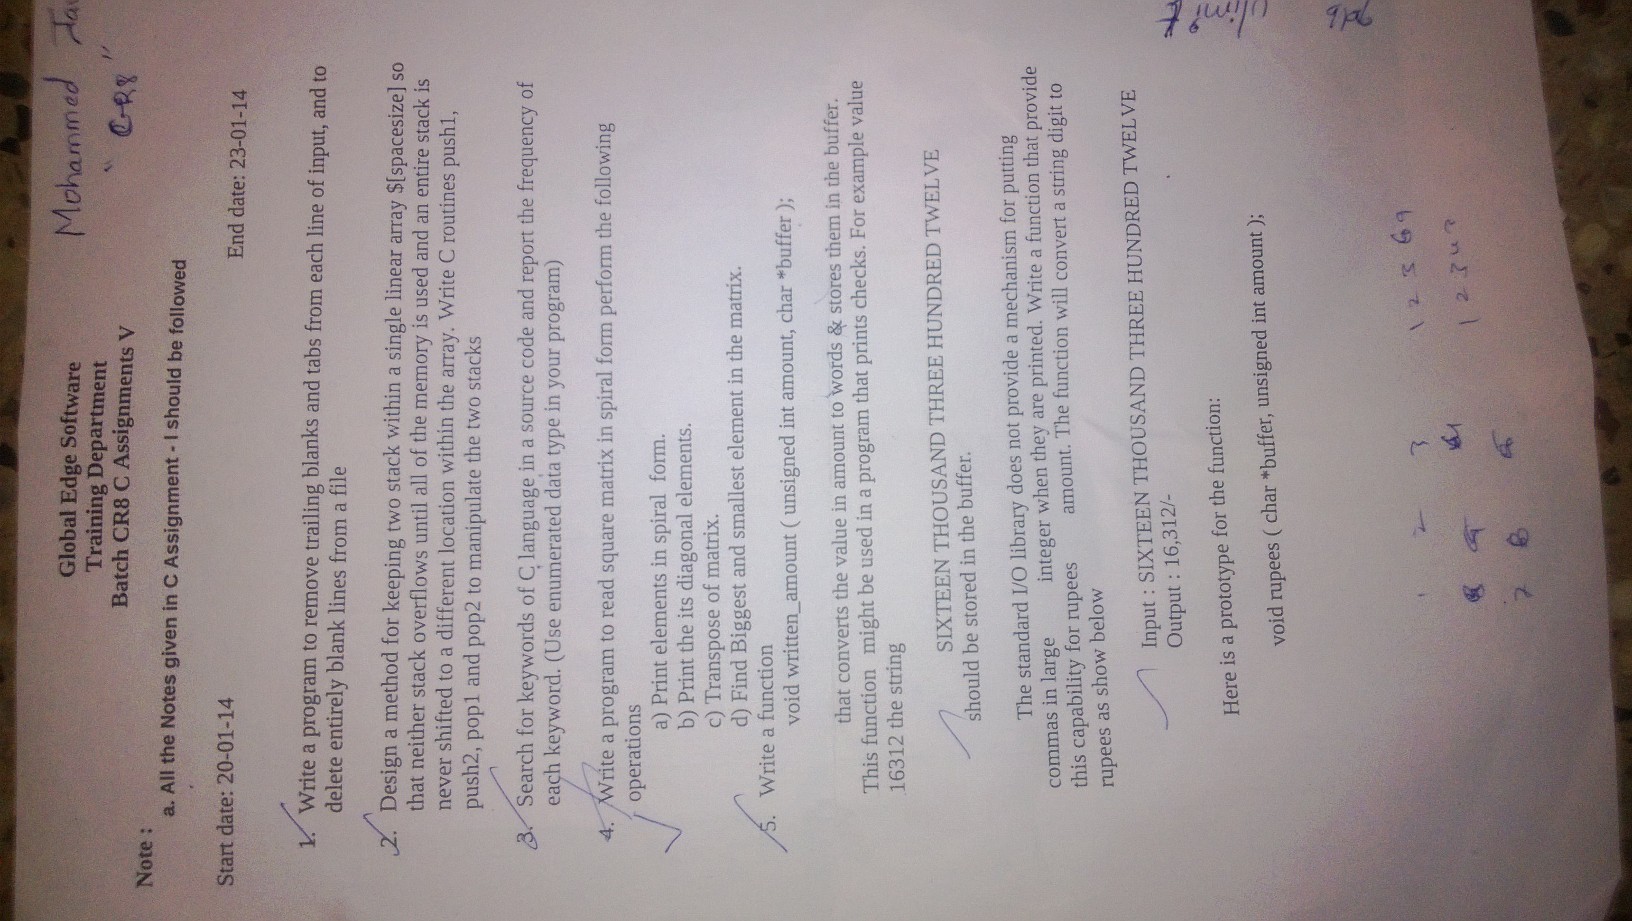 Mohammed
"CR8"
Global Edge Software
Training Department
Batch CR8 C Assignments V
Note :
a. All the Notes given in C Assignment - I should be followed
Start date: 20-01-14 End date: 23-01-14
1. Write a program to remove trailing blanks and tabs from each line of input, and to
delete entirely blank lines from a file
2. Design a method for keeping two stack within a single linear array $[spacesize] so
that neither stack overflows until all of the memory is used and an entire stack is
never shifted to a different location within the array. Write C routines push1,
push2, pop1 and pop2 to manipulate the two stacks
3. Search for keywords of C language in a source code and report the frequency of
each keyword. (Use enumerated data type in your program)
4. Write a program to read square matrix in spiral form perform the following
operations
a) Print elements in spiral form.
b) Print the its diagonal elements.
c) Transpose of matrix.
d) Find Biggest and smallest element in the matrix.
5. Write a function
void written_amount ( unsigned int amount, char *buffer );
that converts the value in amount to words & stores them in the buffer.
This function might be used in a program that prints checks. For example value
16312 the string
SIXTEEN THOUSAND THREE HUNDRED TWELVE
should be stored in the buffer.
The standard I/O library does not provide a mechanism for putting
commas in large integer when they are printed. Write a function that provide
this capability for rupees amount. The function will convert a string digit to
rupees as show below
Input : SIXTEEN THOUSAND THREE HUNDRED TWELVE
Output : 16,312/-
Here is a prototype for the function:
void rupees ( char *buffer, unsigned int amount );
1 2 3 1 2 3 6 9
1 2 3 4 7
7 8